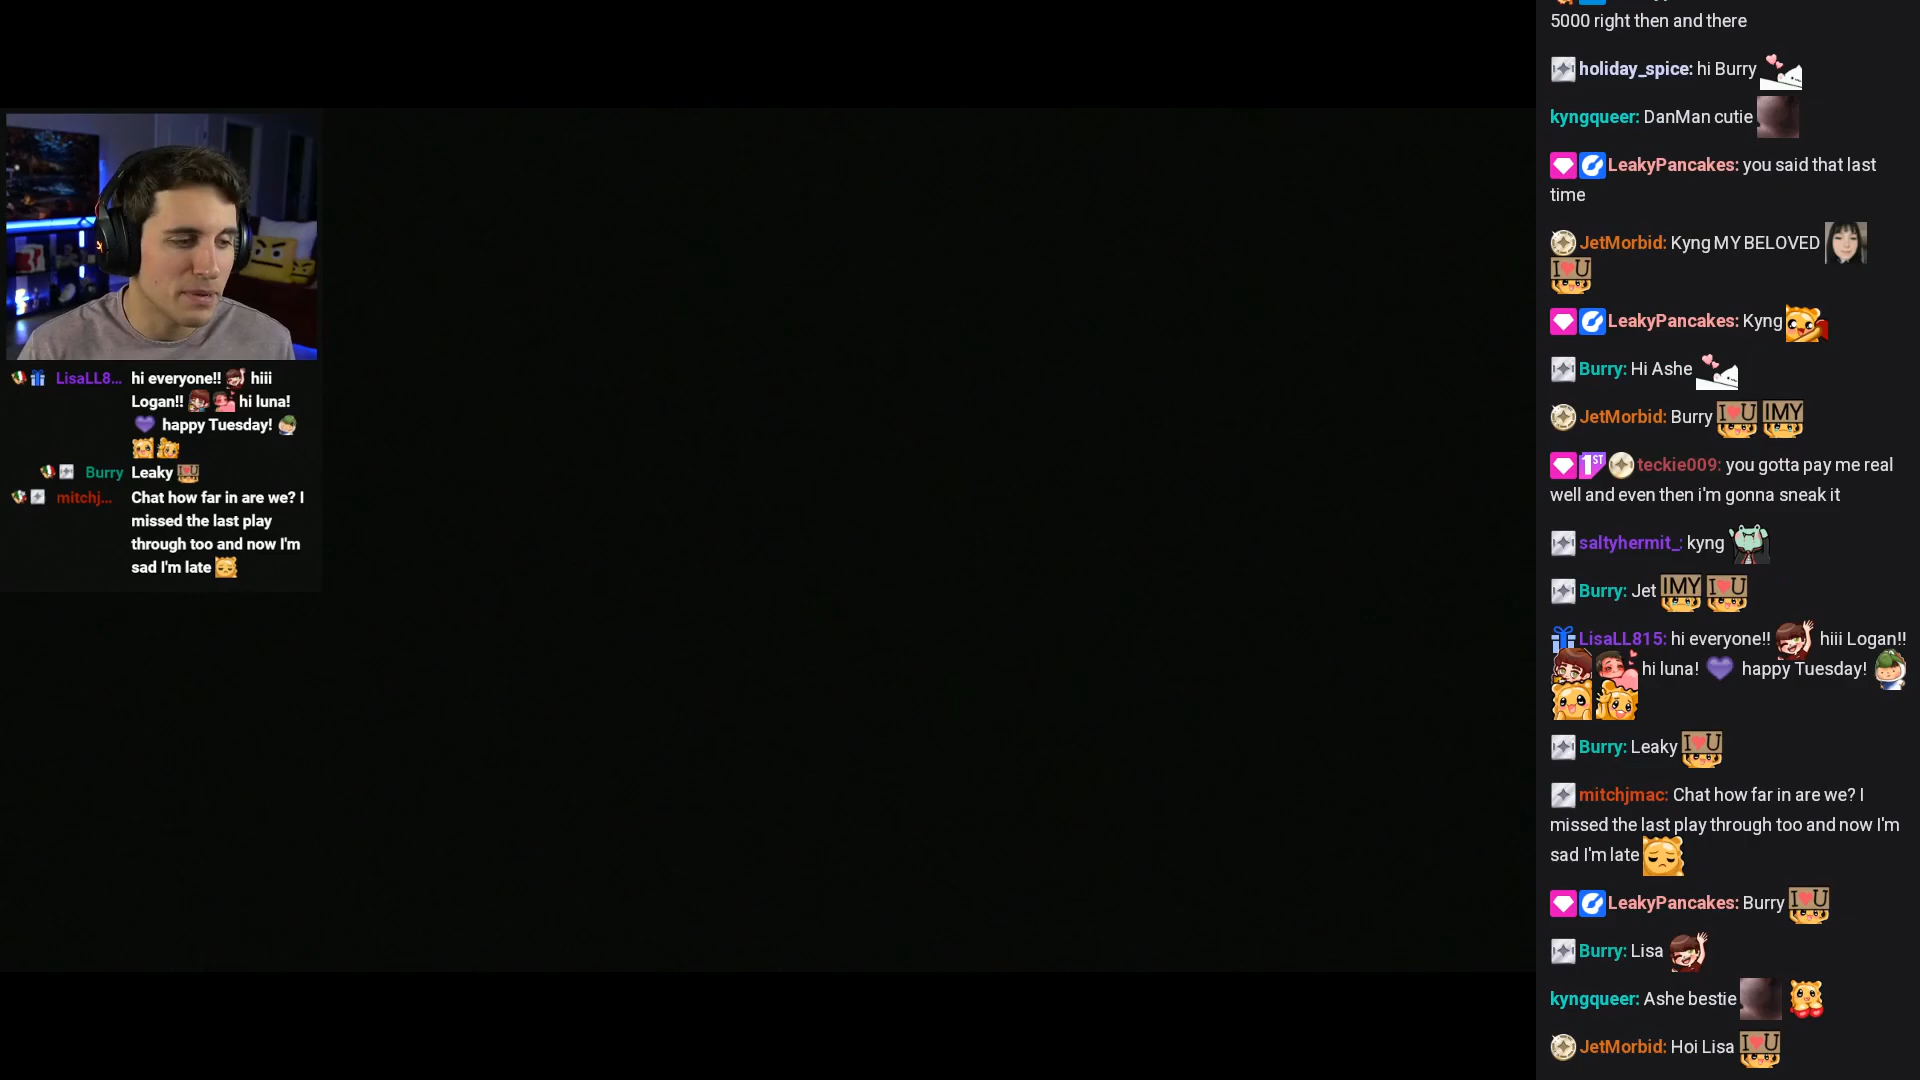 LisaLL8... hi everyone!! hiii
Logan!! hi luna!
happy Tuesday!
Burry Leaky I ♥ U
mitchj... Chat how far in are we? I
missed the last play
through too and now I'm
sad I'm late
5000 right then and there
holiday_spice: hi Burry
kyngqueer: DanMan cutie
LeakyPancakes: you said that last
time
JetMorbid: Kyng MY BELOVED
I ♥ U
LeakyPancakes: Kyng
Burry: Hi Ashe
JetMorbid: Burry I ♥ U IMY
1ST teckie009: you gotta pay me real
well and even then i'm gonna sneak it
saltyhermit_: kyng
Burry: Jet IMY I ♥ U
LisaLL815: hi everyone!! hiii Logan!!
hi luna! happy Tuesday!
Burry: Leaky I ♥ U
mitchjmac: Chat how far in are we? I
missed the last play through too and now I'm
sad I'm late
LeakyPancakes: Burry I ♥ U
Burry: Lisa
kyngqueer: Ashe bestie
JetMorbid: Hoi Lisa I ♥ U